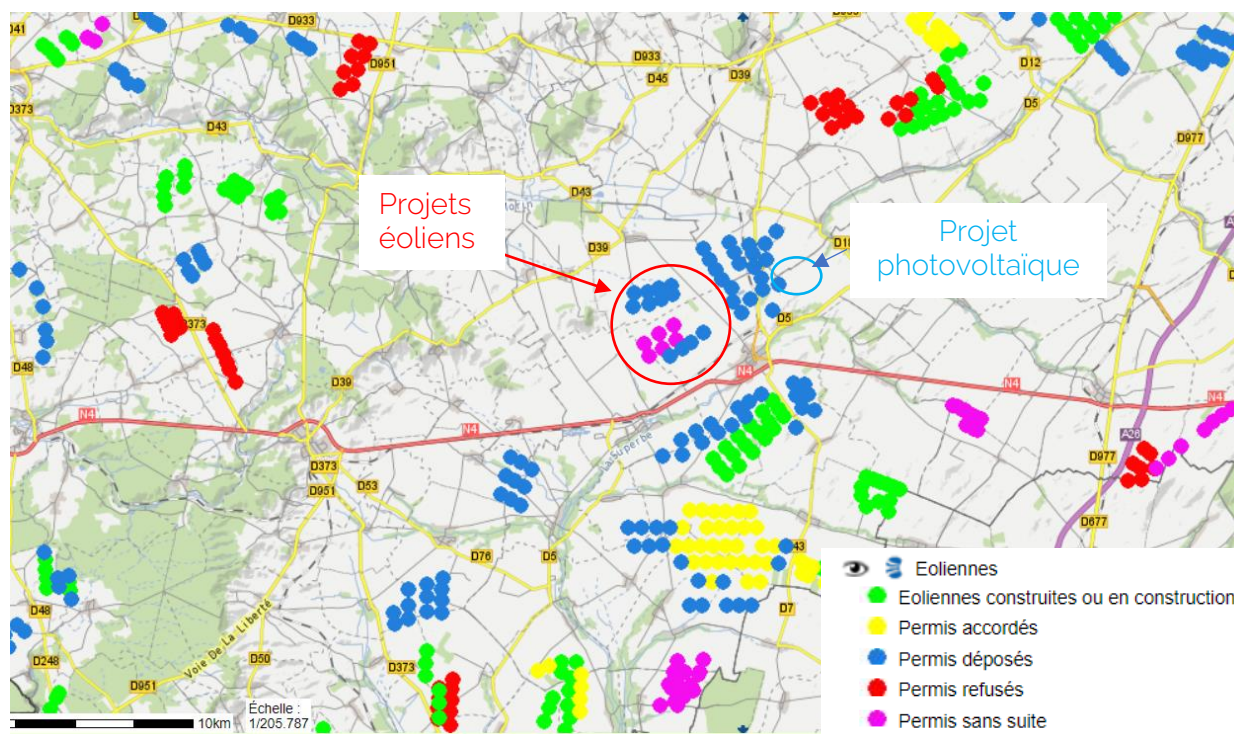 D41
D933
D933
D951
D45
D39
D12
D5
D977
D373
D43
D43
Projets
éoliens
D39
Projet
photovoltaïque
D18
D5
D373
D48
D39
N4
N4
N4
N4
N4
La Superbe
A26
D977
D373
D951
D53
D677
D76
D5
D43
D7
D48
D248
Voie De La Liberté
D50
D951
D373
10km
Échelle :
1/205.787
Eoliennes
Eoliennes construites ou en construction
Permis accordés
Permis déposés
Permis refusés
Permis sans suite